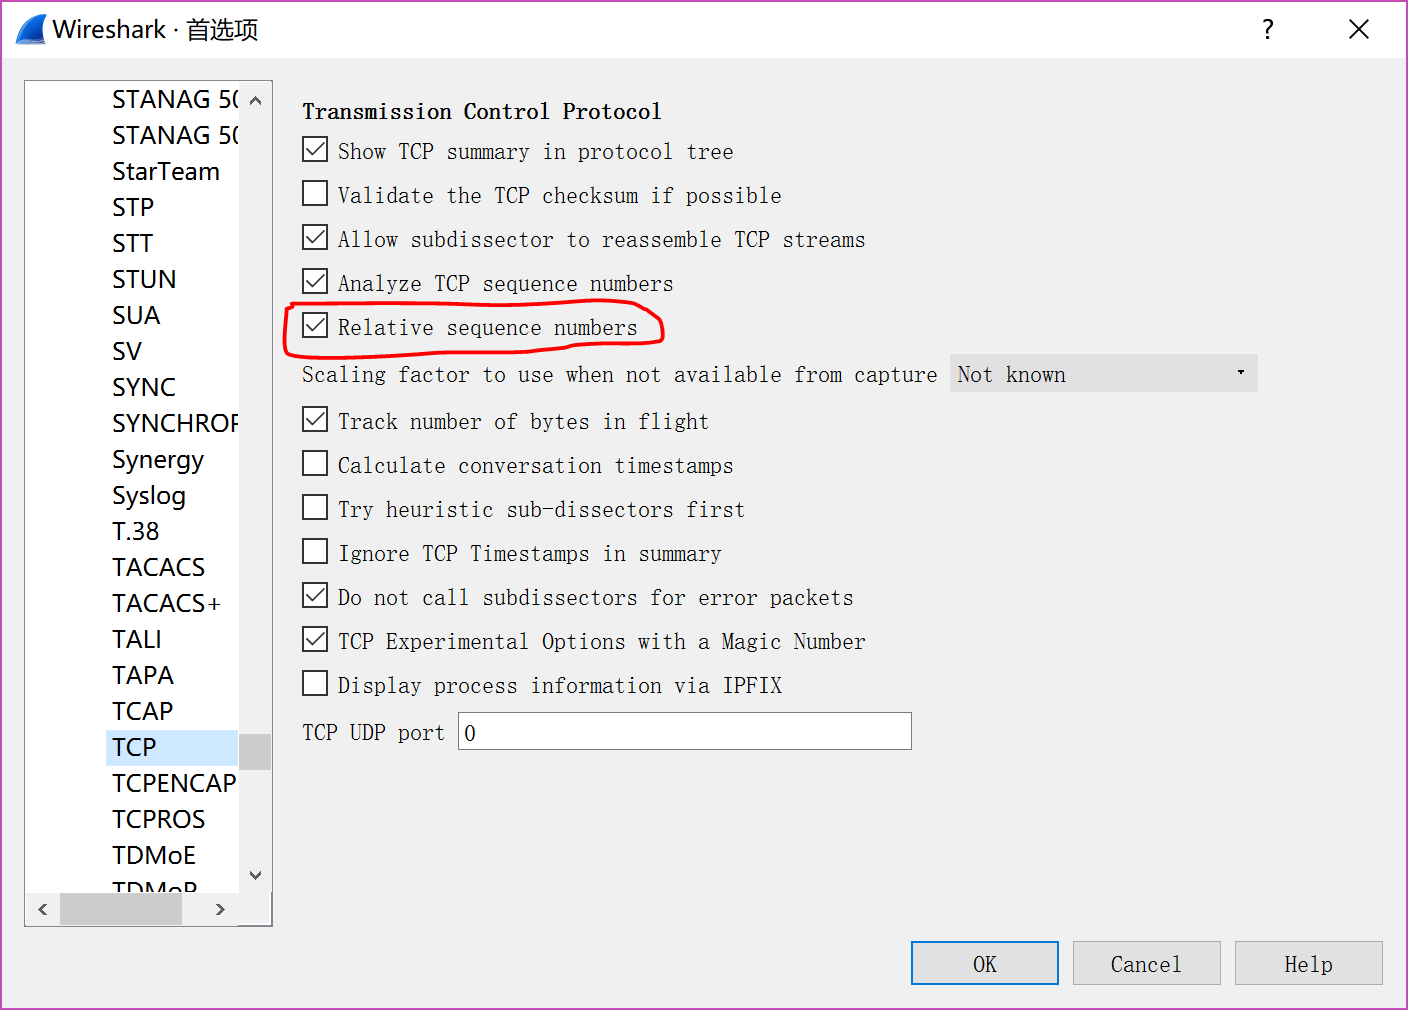 Wireshark · 首选项
?
STANAG 50
STANAG 50
StarTeam
STP
STT
STUN
SUA
SV
SYNC
SYNCHROP
Synergy
Syslog
T.38
TACACS
TACACS+
TALI
TAPA
TCAP
TCP
TCPENCAP
TCPROS
TDMoE
TDMoP
Transmission Control Protocol
Show TCP summary in protocol tree
Validate the TCP checksum if possible
Allow subdissector to reassemble TCP streams
Analyze TCP sequence numbers
Relative sequence numbers
Scaling factor to use when not available from capture Not known
Track number of bytes in flight
Calculate conversation timestamps
Try heuristic sub-dissectors first
Ignore TCP Timestamps in summary
Do not call subdissectors for error packets
TCP Experimental Options with a Magic Number
Display process information via IPFIX
TCP UDP port 0
OK Cancel Help